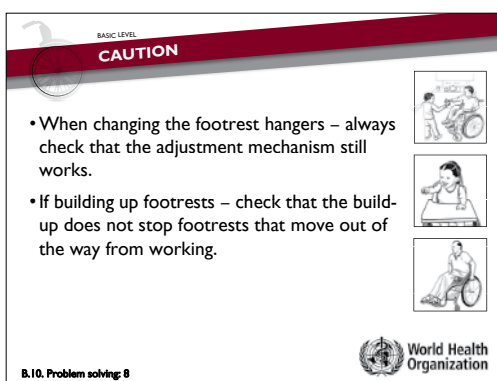 BASIC LEVEL
CAUTION
• When changing the footrest hangers – always
check that the adjustment mechanism still
works.
• If building up footrests – check that the build-
up does not stop footrests that move out of
the way from working.
World Health
Organization
B.10. Problem solving: 8